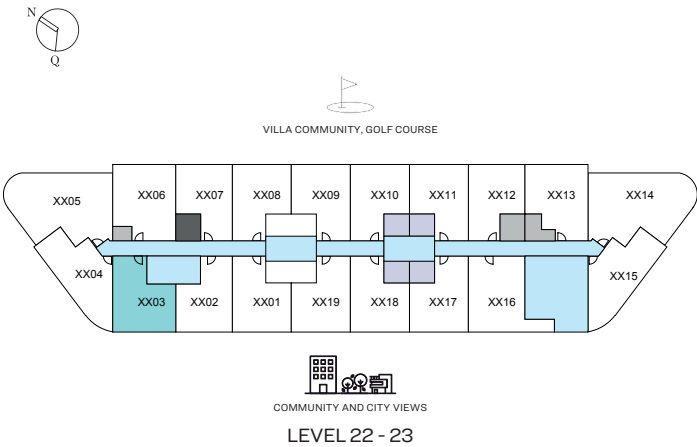 N
Q
VILLA COMMUNITY, GOLF COURSE
XX05
XX06
XX07
XX08
XX09
XX10
XX11
XX12
XX13
XX14
XX04
XX03
XX02
XX01
XX19
XX18
XX17
XX16
XX15
COMMUNITY AND CITY VIEWS
LEVEL 22 - 23